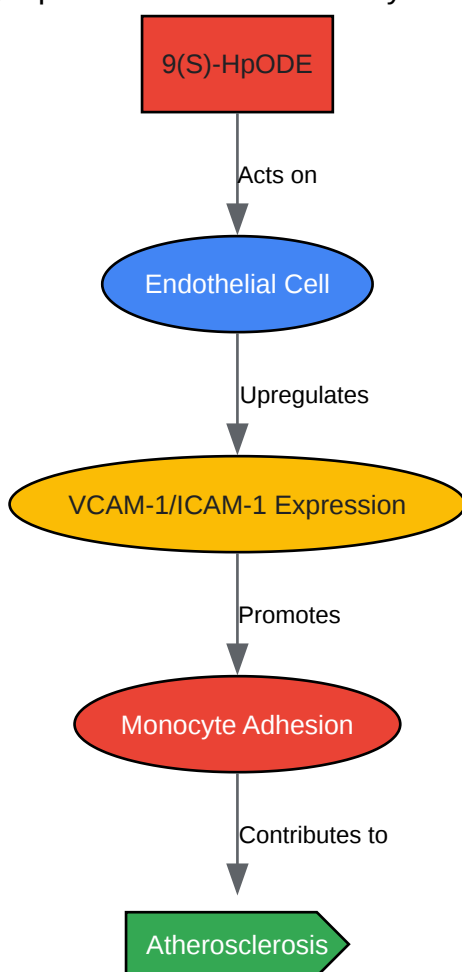 9(S)-HpODE
Acts on
Endothelial Cell
Upregulates
VCAM-1/ICAM-1 Expression
Promotes
Monocyte Adhesion
Contributes to
Atherosclerosis